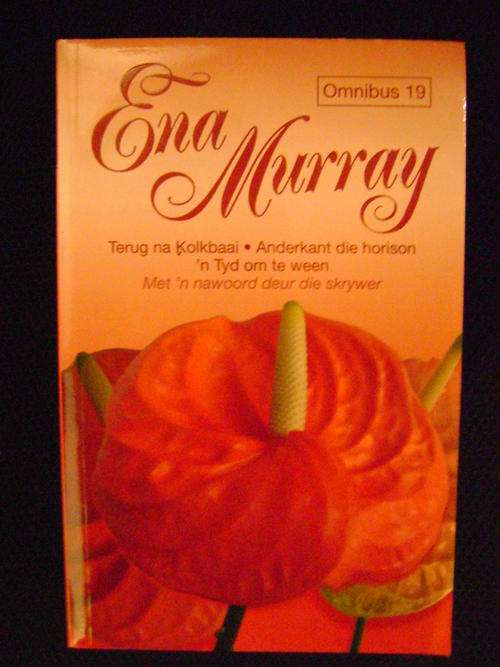 Omnibus 19
Ena
Murray
Terug na Kolkbaai • Anderkant die horison
'n Tyd om te ween
Met 'n nawoord deur die skrywer